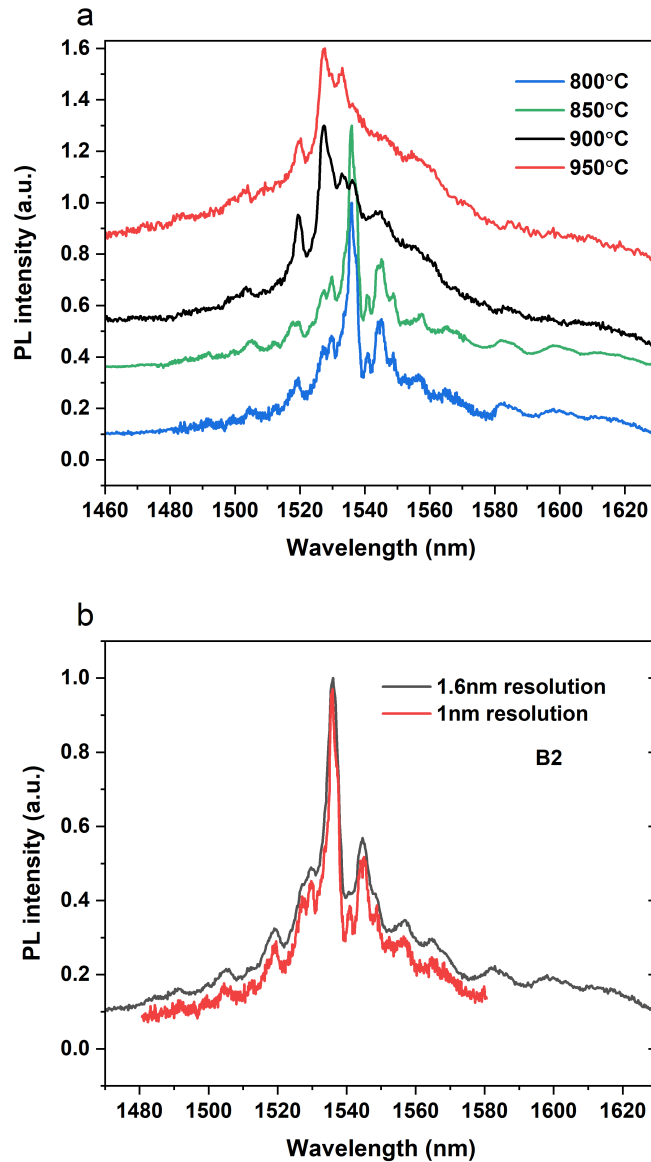 a
1.6
1.4
1.2
1.0
0.8
0.6
0.4
0.2
0.0
PL intensity (a.u.)
800°C
850°C
900°C
950°C
1460 1480 1500 1520 1540 1560 1580 1600 1620
Wavelength (nm)
b
1.0
0.8
0.6
0.4
0.2
0.0
PL intensity (a.u.)
1.6nm resolution
1nm resolution
B2
1480 1500 1520 1540 1560 1580 1600 1620
Wavelength (nm)